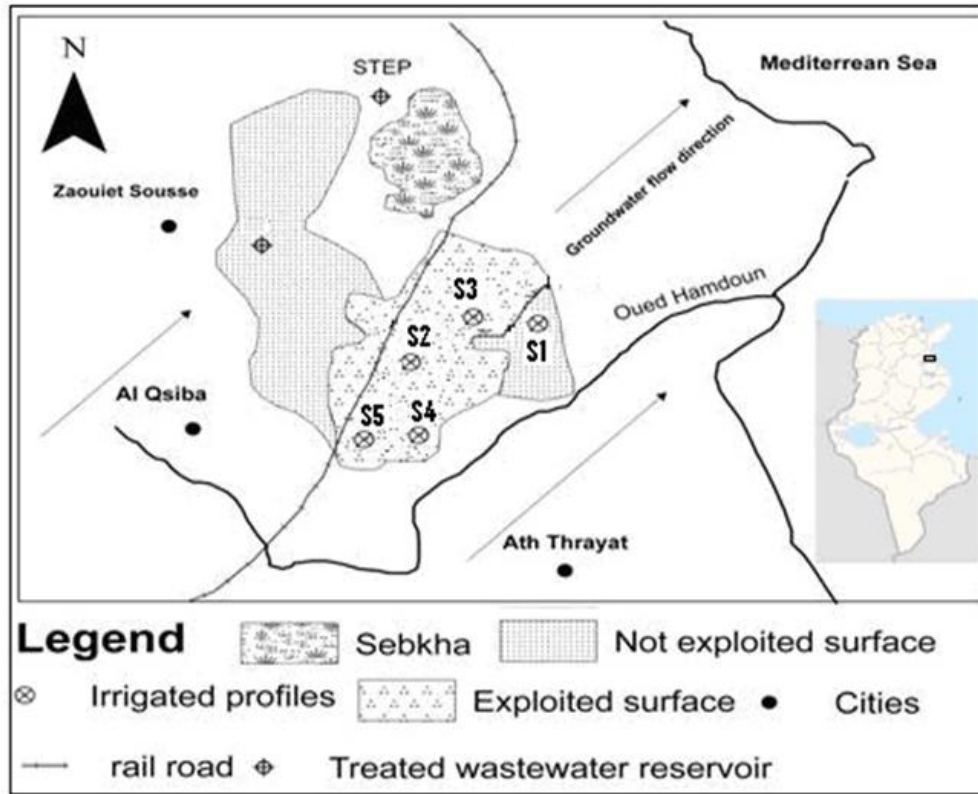 N
STEP
Mediterrean Sea
Zaouiet Sousse
Groundwater flow direction
S3
Oued Hamdoun
S2
S1
Al Qsiba
S5
S4
Ath Thrayat
Legend
Sebkha
Not exploited surface
Irrigated profiles
Exploited surface
Cities
rail road
Treated wastewater reservoir